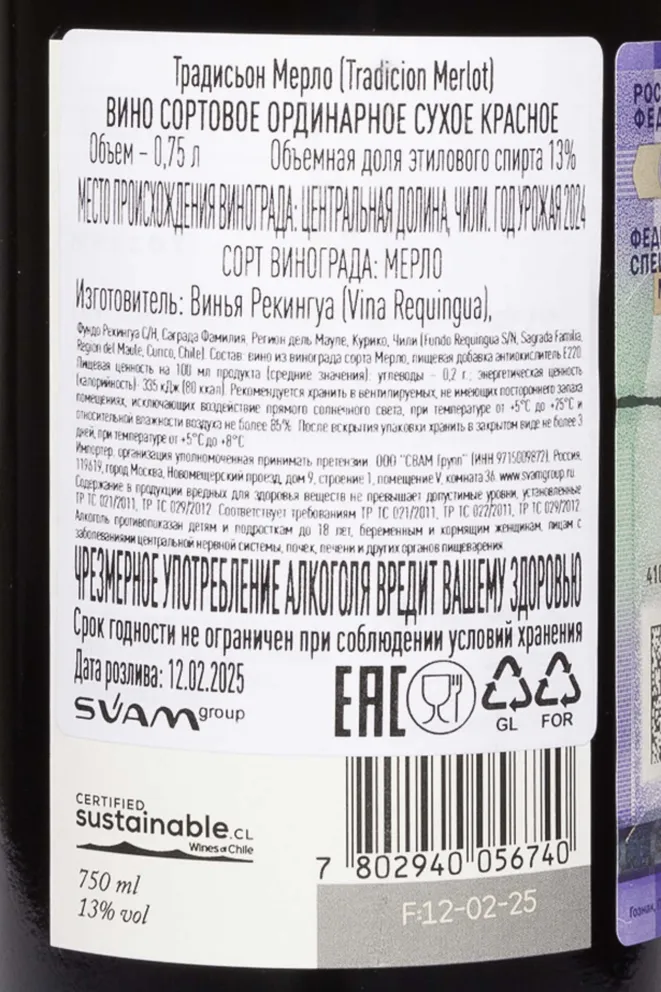 Традисьон Мерло (Tradicion Merlot)
ВИНО СОРТОВОЕ ОРДИНАРНОЕ СУХОЕ КРАСНОЕ
Объем – 0,75 л Объемная доля этилового спирта 13%
МЕСТО ПРОИСХОЖДЕНИЯ ВИНОГРАДА: ЦЕНТРАЛЬНАЯ ДОЛИНА, ЧИЛИ. ГОД УРОЖАЯ 2024
СОРТ ВИНОГРАДА: МЕРЛО
Изготовитель: Винья Рекингуа (Vina Requingua),
Фундо Рекингуа С/Н, Саграда Фамилия, Регион дель Мауле, Курико, Чили (Fundo Requingua S/N, Sagrada Familia,
Region del Maule, Curico, Chile). Состав: вино из винограда сорта Мерло, пищевая добавка антиокислитель Е220.
Пищевая ценность на 100 мл продукта (средние значения): углеводы – 0,2 г.; энергетическая ценность
(калорийность)- 335 кДж (80 ккал). Рекомендуется хранить в вентилируемых, не имеющих постороннего запаха
помещениях, исключающих воздействие прямого солнечного света, при температуре от +5°С до +25°С и
относительной влажности воздуха не более 85%. После вскрытия упаковки хранить в закрытом виде не более 3
дней, при температуре от +5°С до +8°С.
Импортер, организация уполномоченная принимать претензии: ООО "СВАМ Групп" (ИНН 9715009872), Россия,
119619, город Москва, Новомещерский проезд, дом 9, строение 1, помещение V, комната 36. www.svamgroup.ru
Содержание в продукции вредных для здоровья веществ не превышает допустимые уровни, установленные
ТР ТС 021/2011, ТР ТС 029/2012. Соответствует требованиям ТР ТС 021/2011, ТР ТС 022/2011, ТР ТС 029/2012
Алкоголь противопоказан детям и подросткам до 18 лет, беременным и кормящим женщинам, лицам с
заболеваниями центральной нервной системы, почек, печени и других органов пищеварения.
ЧРЕЗМЕРНОЕ УПОТРЕБЛЕНИЕ АЛКОГОЛЯ ВРЕДИТ ВАШЕМУ ЗДОРОВЬЮ
Срок годности не ограничен при соблюдении условий хранения
Дата розлива: 12.02.2025
SVAM group
EAC
GL FOR
CERTIFIED
sustainable.CL
Wines of Chile
750 ml
13% vol
7 802940 056740
F:12-02-25
РОС
ФЕД
ФЕД
СПЕ
410
Гознак,